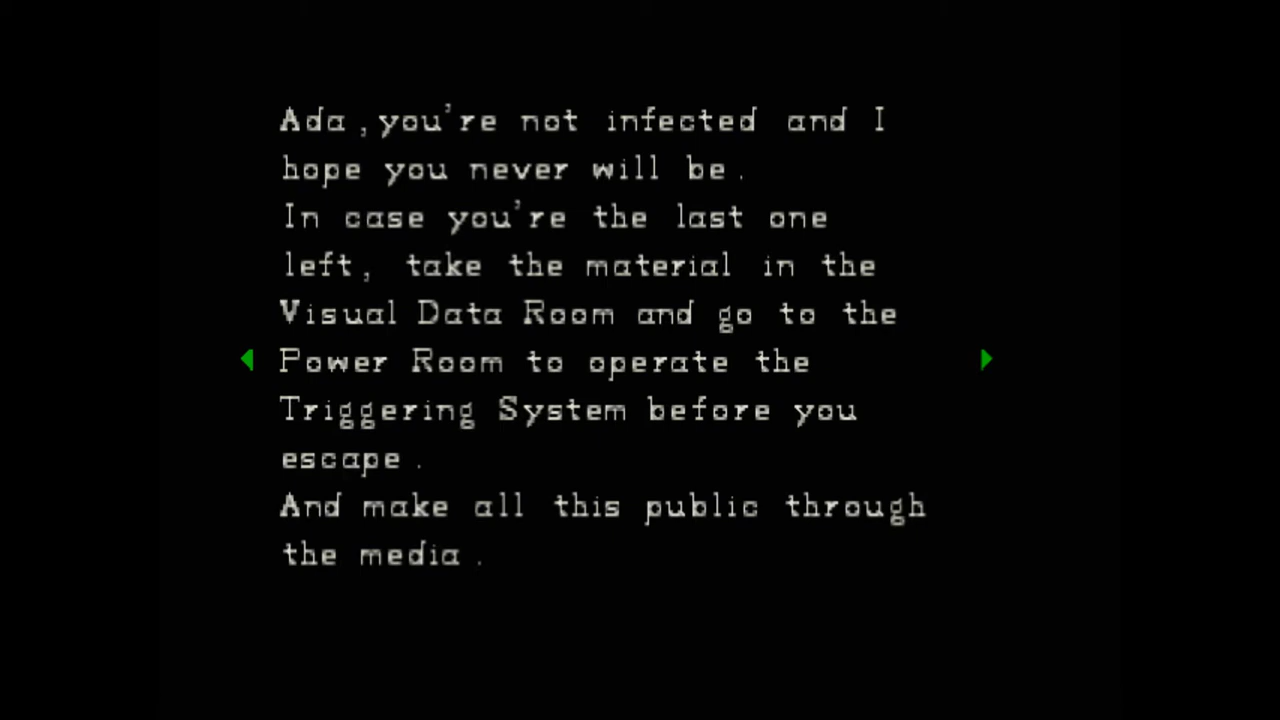 Ada,you're not infected and I
hope you never will be.
In case you're the last one
left, take the material in the
Visual Data Room and go to the
Power Room to operate the
Triggering System before you
escape.
And make all this public through
the media.